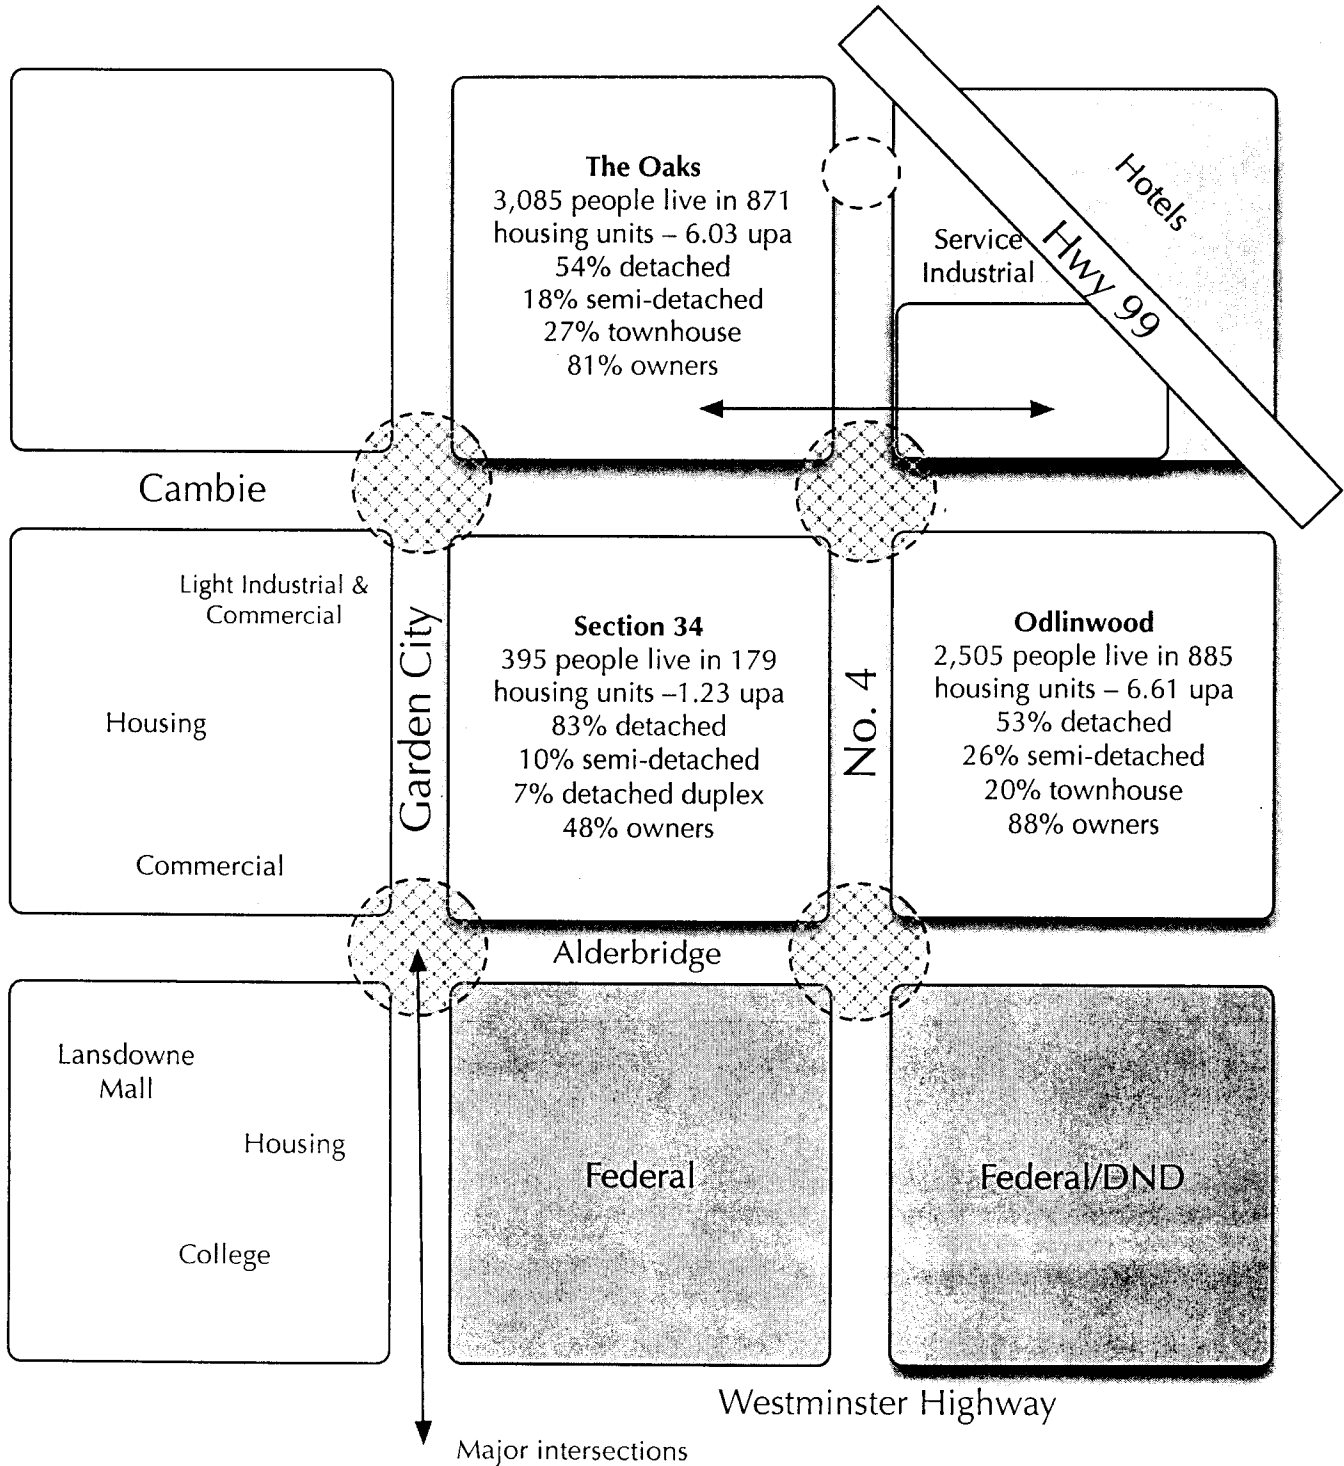 The Oaks
3,085 people live in 871
housing units – 6.03 upa
54% detached
18% semi-detached
27% townhouse
81% owners
Hotels
Hwy 99
Service
Industrial
Cambie
Light Industrial &
Commercial
Housing
Commercial
Garden City
Section 34
395 people live in 179
housing units –1.23 upa
83% detached
10% semi-detached
7% detached duplex
48% owners
No. 4
Odlinwood
2,505 people live in 885
housing units – 6.61 upa
53% detached
26% semi-detached
20% townhouse
88% owners
Alderbridge
Lansdowne
Mall
Housing
College
Federal
Federal/DND
Westminster Highway
Major intersections